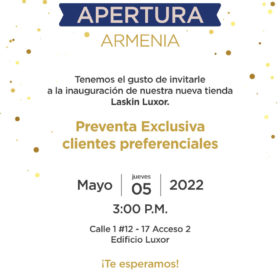 APERTURA
ARMENIA
Tenemos el gusto de invitarle
a la inauguración de nuestra nueva tienda
Laskin Luxor.
Preventa Exclusiva
clientes preferenciales
Mayo | jueves 05 | 2022
3:00 P.M.
Calle 1 #12 - 17 Acceso 2
Edificio Luxor
¡Te esperamos!